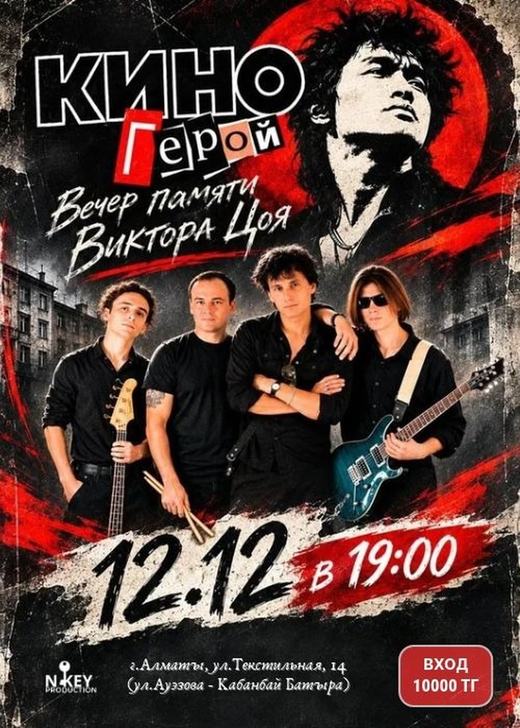 КИНО
Герой
Вечер памяти
Виктора Цоя
12.12 в 19:00
N-KEY
PRODUCTION
г.Алматы, ул.Текстильная, 14
(ул.Ауэзова - Кабанбай Батыра)
ВХОД
10000 ТГ